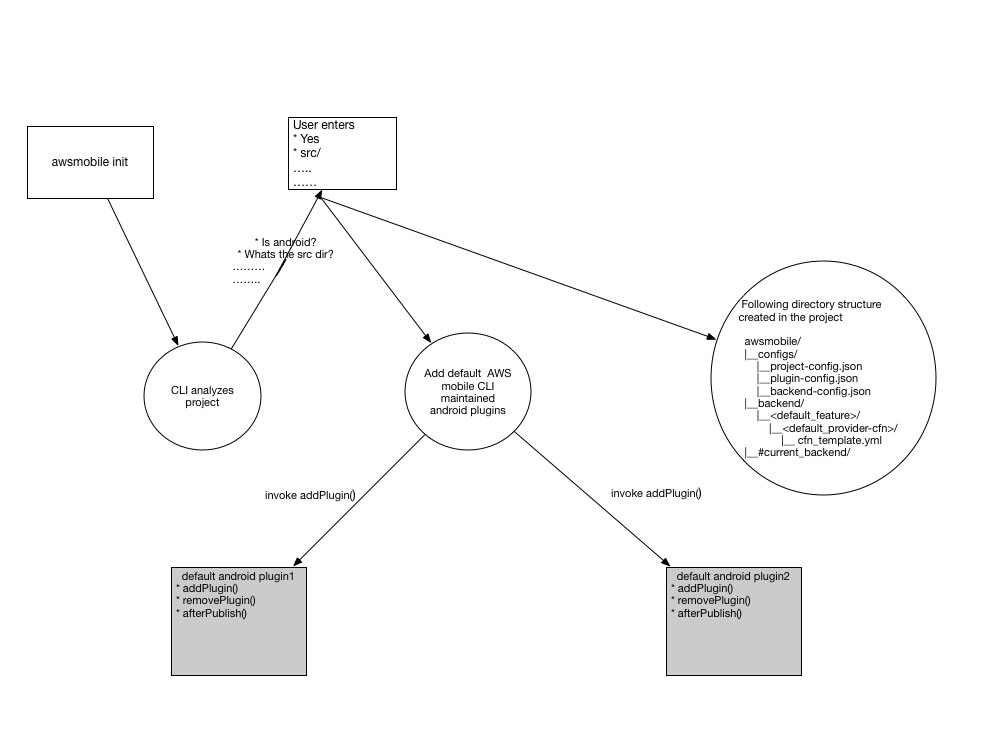 awsmobile init
User enters
* Yes
* src/
.....
......
* Is android?
* Whats the src dir?
.........
........
CLI analyzes
project
Add default  AWS
mobile CLI
maintained
android plugins
Following directory structure
created in the project
awsmobile/
|__configs/
|__project-config.json
|__plugin-config.json
|__backend-config.json
|__backend/
|__<default_feature>/
|__<default_provider-cfn>/
|__ cfn_template.yml
|__#current_backend/
invoke addPlugin()
invoke addPlugin()
default android plugin1
* addPlugin()
* removePlugin()
* afterPublish()
default android plugin2
* addPlugin()
* removePlugin()
* afterPublish()